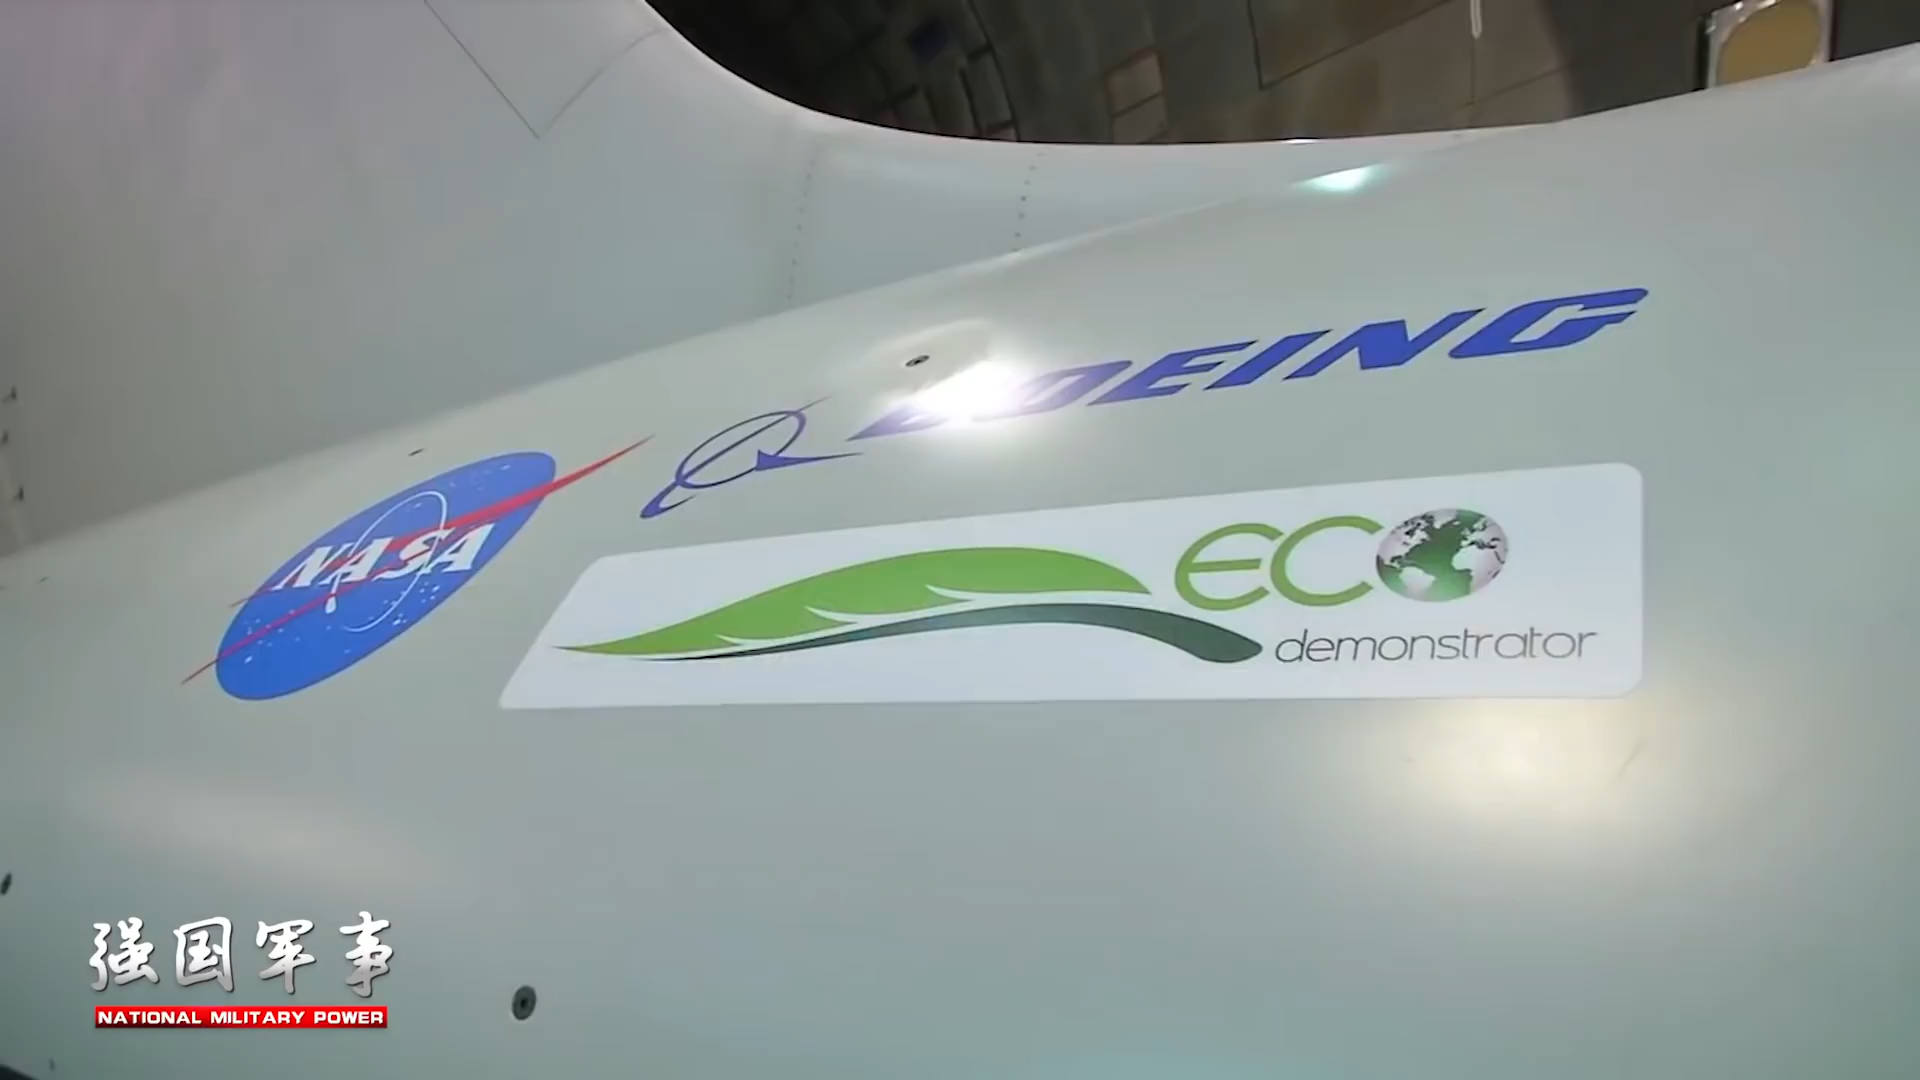 BOEING
NASA
ECO
demonstrator
强国军事
NATIONAL MILITARY POWER